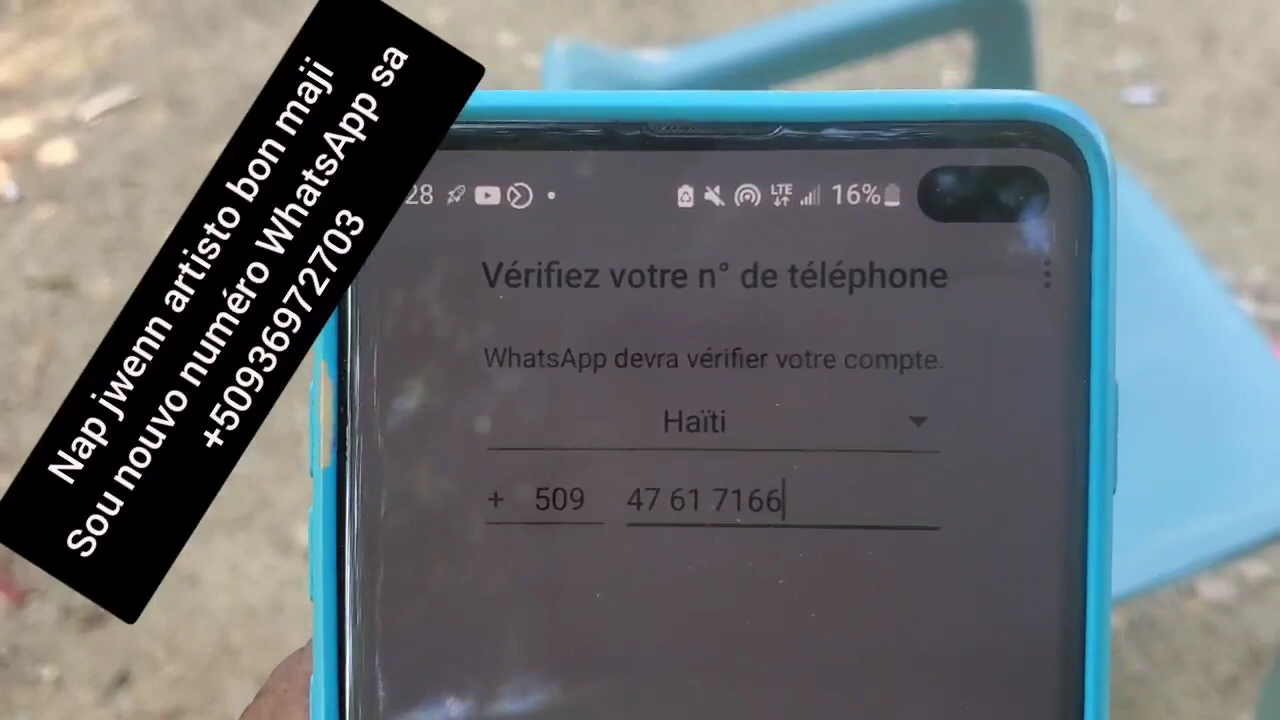 Nap jwenn artisto bon maji
Sou nouvo numéro WhatsApp sa
+50936972703
28
LTE
16%
Vérifiez votre n° de téléphone
WhatsApp devra vérifier votre compte.
Haïti
+ 509 47 61 7166